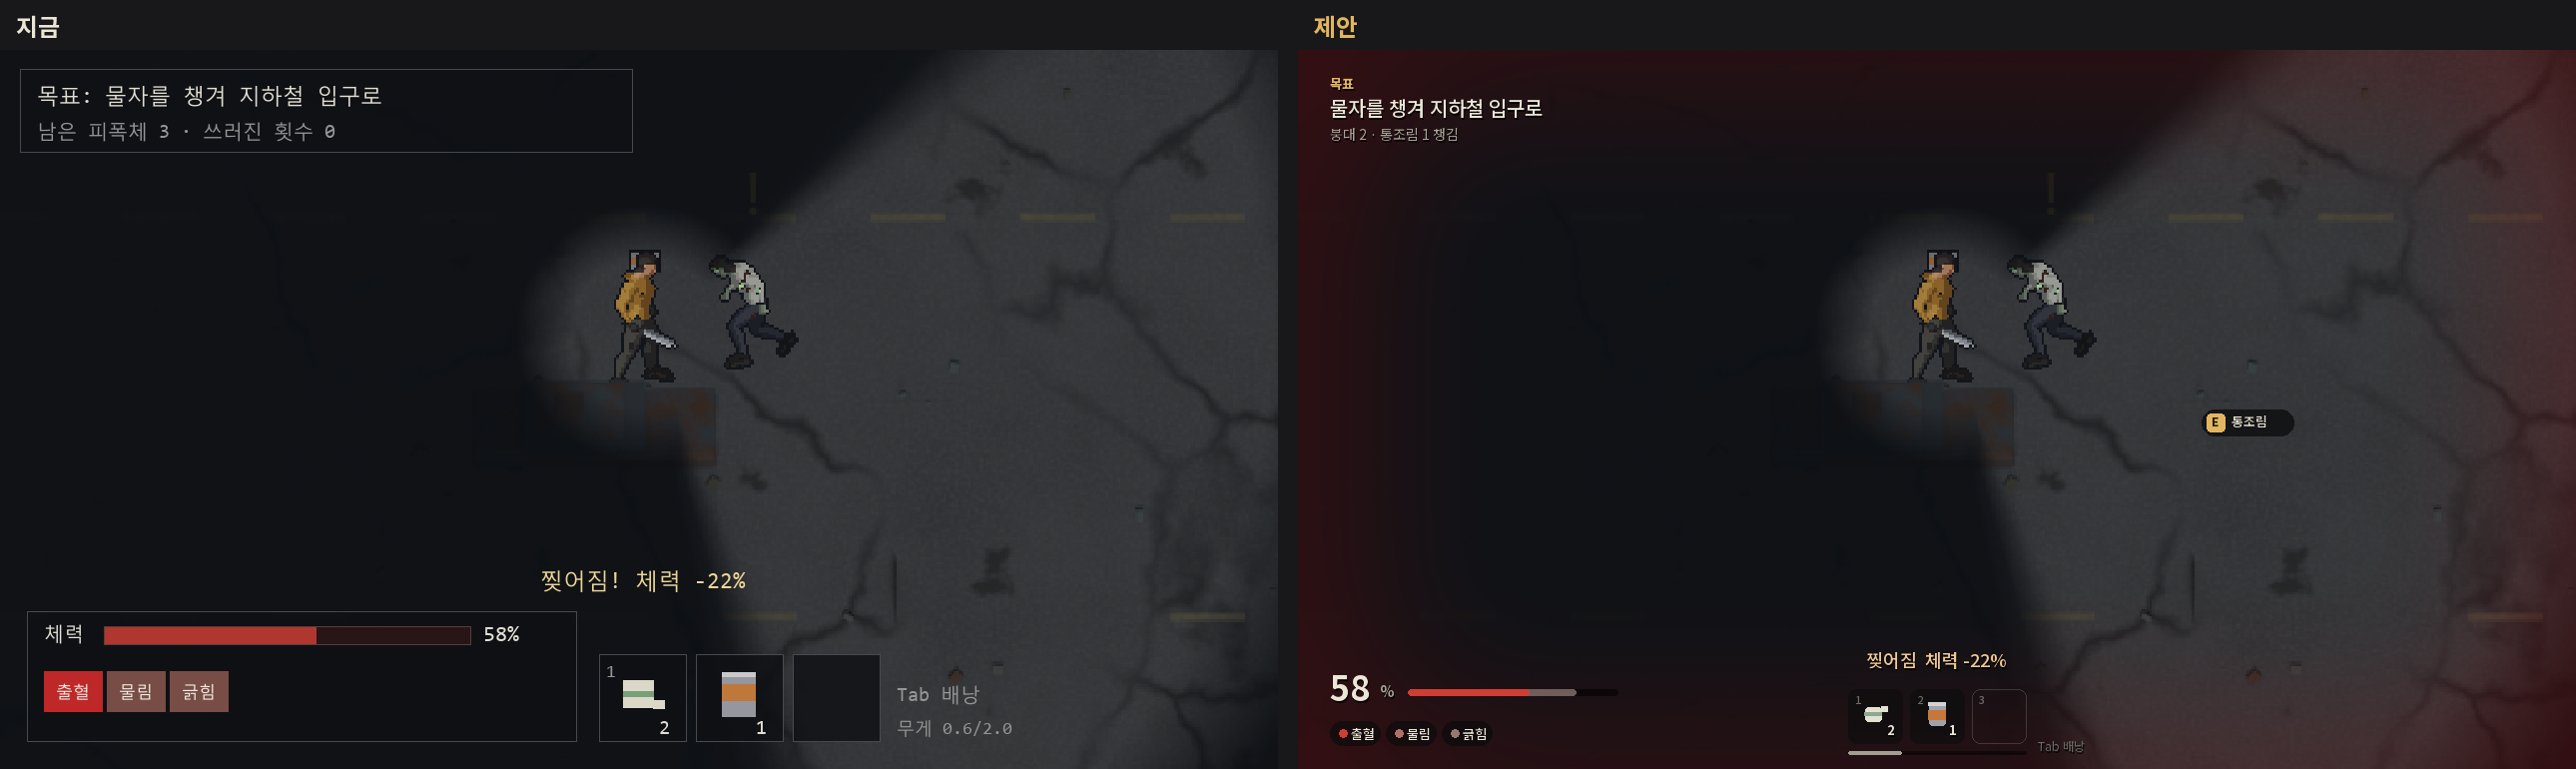 지금
목표: 물자를 챙겨 지하철 입구로
남은 피폭체 3 · 쓰러진 횟수 0
!
찢어짐! 체력 -22%
체력 58%
출혈 물림 긁힘
1
2
1
Tab 배낭
무게 0.6/2.0
제안
목표
물자를 챙겨 지하철 입구로
붕대 2 · 통조림 1 챙김
!
E 통조림
찢어짐 체력 -22%
58 %
출혈 물림 긁힘
1 2 3
2 1
Tab 배낭